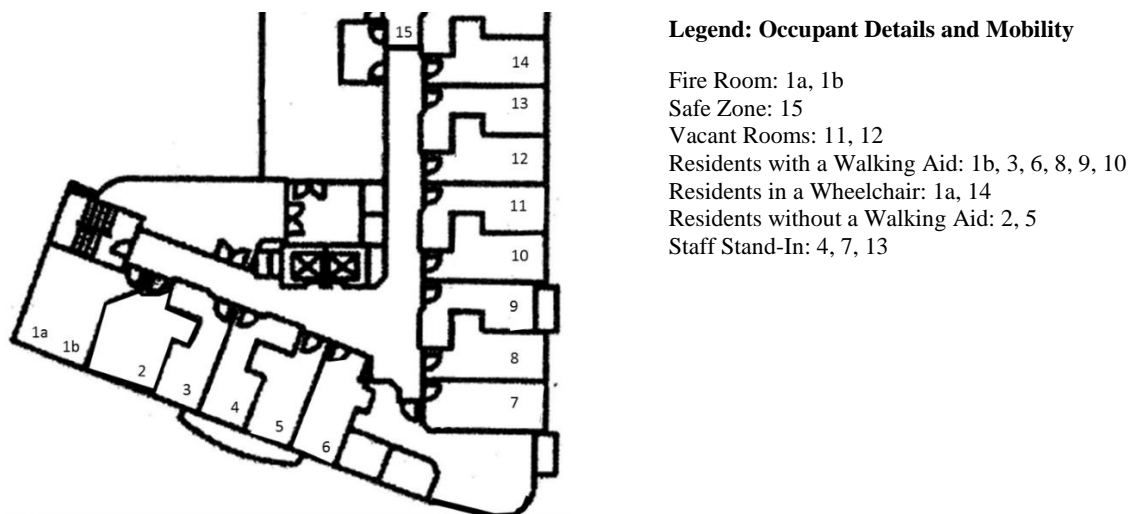 Legend: Occupant Details and Mobility
Fire Room: 1a, 1b
Safe Zone: 15
Vacant Rooms: 11, 12
Residents with a Walking Aid: 1b, 3, 6, 8, 9, 10
Residents in a Wheelchair: 1a, 14
Residents without a Walking Aid: 2, 5
Staff Stand-In: 4, 7, 13
15
14
13
12
11
10
9
8
7
1a
1b
2
3
4
5
6